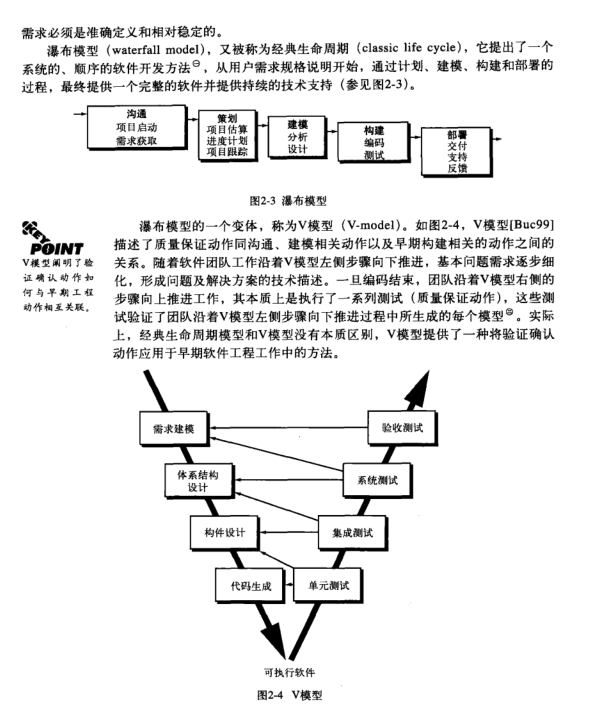 需求必须是准确定义和相对稳定的。
瀑布模型（waterfall model），又被称为经典生命周期（classic life cycle），它提出了一个
系统的、顺序的软件开发方法㊀，从用户需求规格说明开始，通过计划、建模、构建和部署的
过程，最终提供一个完整的软件并提供持续的技术支持（参见图2-3）。
沟通
项目启动
需求获取
策划
项目估算
进度计划
项目跟踪
建模
分析
设计
构建
编码
测试
部署
交付
支持
反馈
图2-3 瀑布模型
KEY
POINT
V模型阐明了验
证确认动作如
何与早期工程
动作相互关联。
瀑布模型的一个变体，称为V模型（V-model）。如图2-4，V模型[Buc99]
描述了质量保证动作同沟通、建模相关动作以及早期构建相关的动作之间的
关系。随着软件团队工作沿着V模型左侧步骤向下推进，基本问题需求逐步细
化，形成问题及解决方案的技术描述。一旦编码结束，团队沿着V模型右侧的
步骤向上推进工作，其本质上是执行了一系列测试（质量保证动作），这些测
试验证了团队沿着V模型左侧步骤向下推进过程中所生成的每个模型㊁。实际
上，经典生命周期模型和V模型没有本质区别，V模型提供了一种将验证确认
动作应用于早期软件工程工作中的方法。
需求建模
验收测试
体系结构
设计
系统测试
构件设计
集成测试
代码生成
单元测试
可执行软件
图2-4 V模型